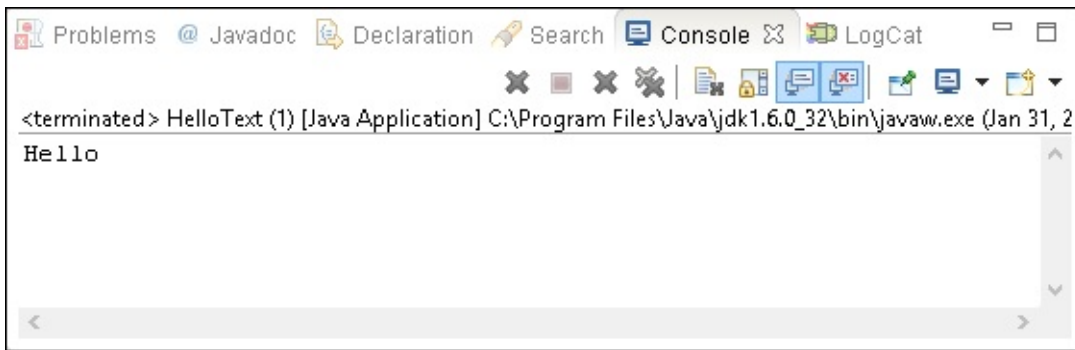 Problems @ Javadoc Declaration Search Console LogCat
<terminated> HelloText (1) [Java Application] C:\Program Files\Java\jdk1.6.0_32\bin\javaw.exe (Jan 31, 2
Hello